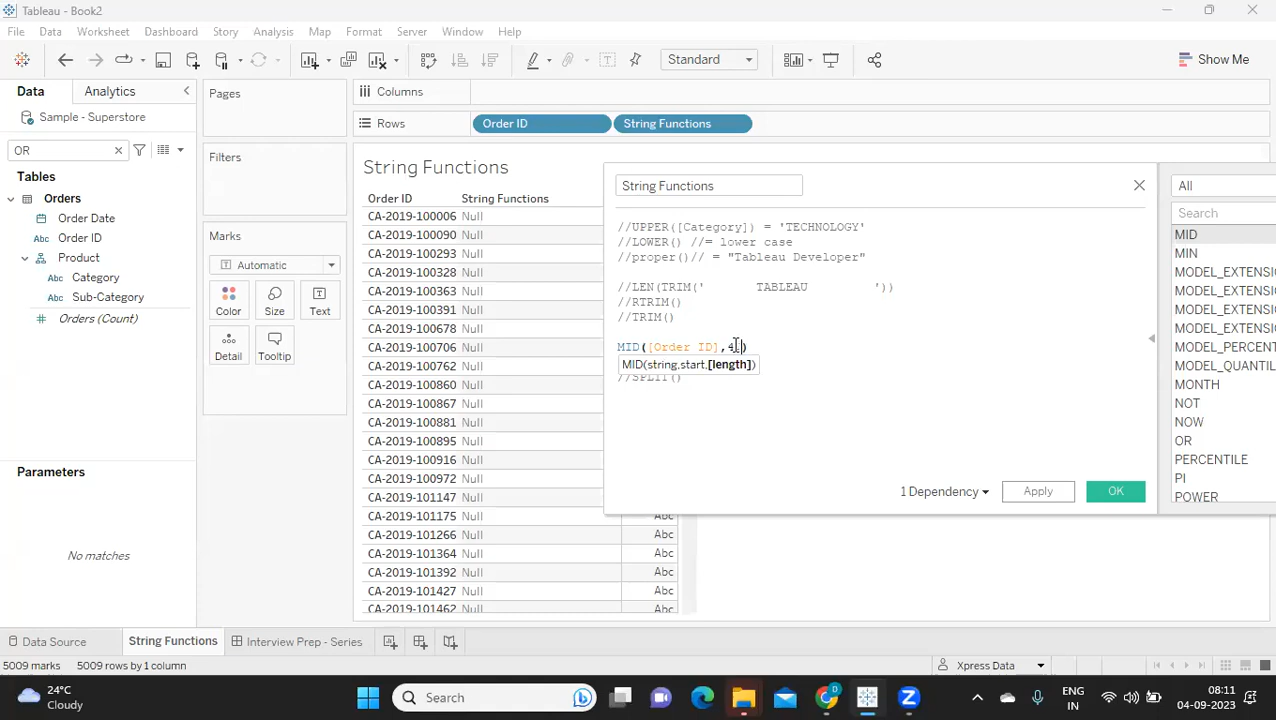 Tableau - Book2
File Data Worksheet Dashboard Story Analysis Map Format Server Window Help
Standard
Show Me
Data Analytics
Sample - Superstore
OR
Tables
Orders
Order Date
Abc Order ID
Product
Abc Category
Abc Sub-Category
Orders (Count)
Parameters
No matches
Pages
Filters
Marks
Automatic
Color Size Text
Detail Tooltip
Columns
Rows Order ID String Functions
String Functions
Order ID String Functions
CA-2019-100006 Null
CA-2019-100090 Null
CA-2019-100293 Null
CA-2019-100328 Null
CA-2019-100363 Null
CA-2019-100391 Null
CA-2019-100678 Null
CA-2019-100706 Null
CA-2019-100762 Null
CA-2019-100860 Null
CA-2019-100867 Null
CA-2019-100881 Null
CA-2019-100895 Null
CA-2019-100916 Null
CA-2019-100972 Null
CA-2019-101147 Null
CA-2019-101175 Null Abc
CA-2019-101266 Null Abc
CA-2019-101364 Null Abc
CA-2019-101392 Null Abc
CA-2019-101427 Null Abc
CA-2019-101462 Null Abc
String Functions
//UPPER([Category]) = 'TECHNOLOGY'
//LOWER() //= lower case
//proper()// = "Tableau Developer"
//LEN(TRIM(' TABLEAU '))
//RTRIM()
//TRIM()
MID([Order ID],4,)
MID(string,start,[length])
//SPLIT()
1 Dependency Apply OK
All
Search
MID
MIN
MODEL_EXTENSI
MODEL_EXTENSI
MODEL_EXTENSI
MODEL_EXTENSI
MODEL_PERCENT
MODEL_QUANTIL
MONTH
NOT
NOW
OR
PERCENTILE
PI
POWER
Data Source String Functions Interview Prep - Series
5009 marks 5009 rows by 1 column
Xpress Data
24°C
Cloudy
Search
ENG
IN
08:11
04-09-2023